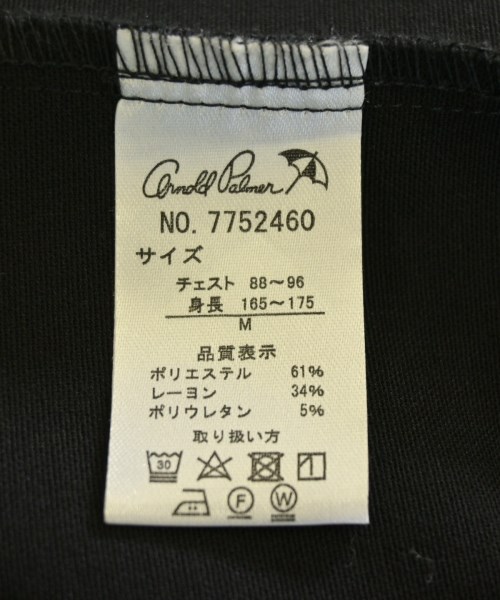 Arnold Palmer
NO. 7752460
サイズ
チェスト 88～96
身長 165～175
M
品質表示
ポリエステル 61%
レーヨン 34%
ポリウレタン 5%
取り扱い方
30
F W